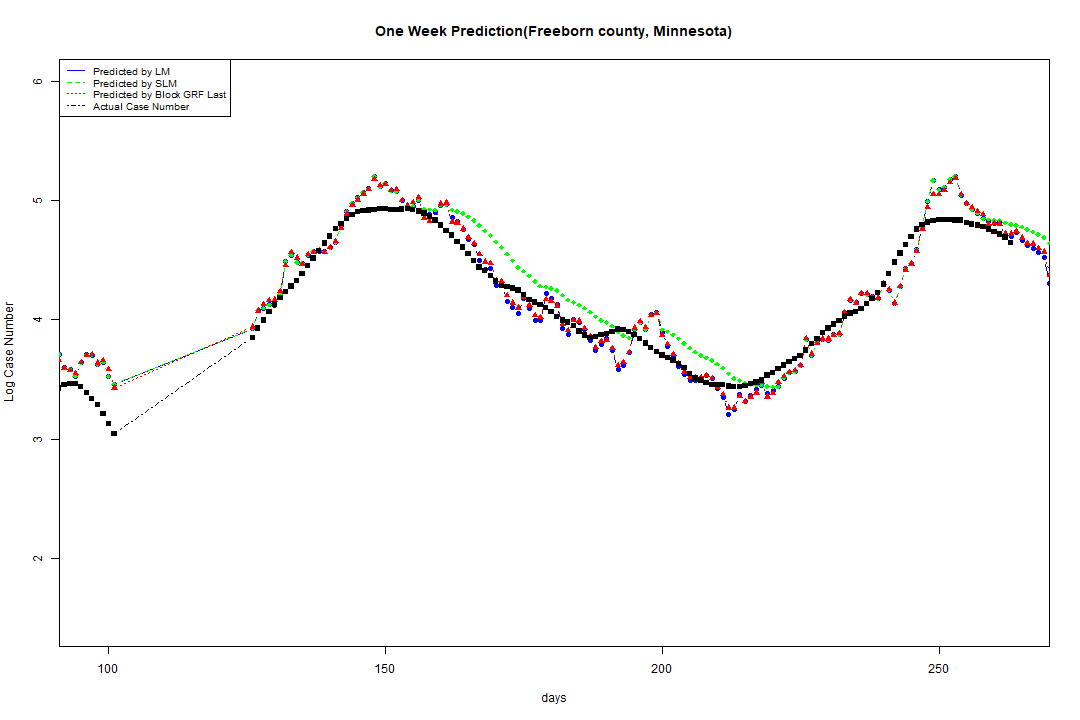 One Week Prediction(Freeborn county, Minnesota)
Predicted by LM
Predicted by SLM
Predicted by Block GRF Last
Actual Case Number
Log Case Number
6
5
4
3
2
100 150 200 250
days